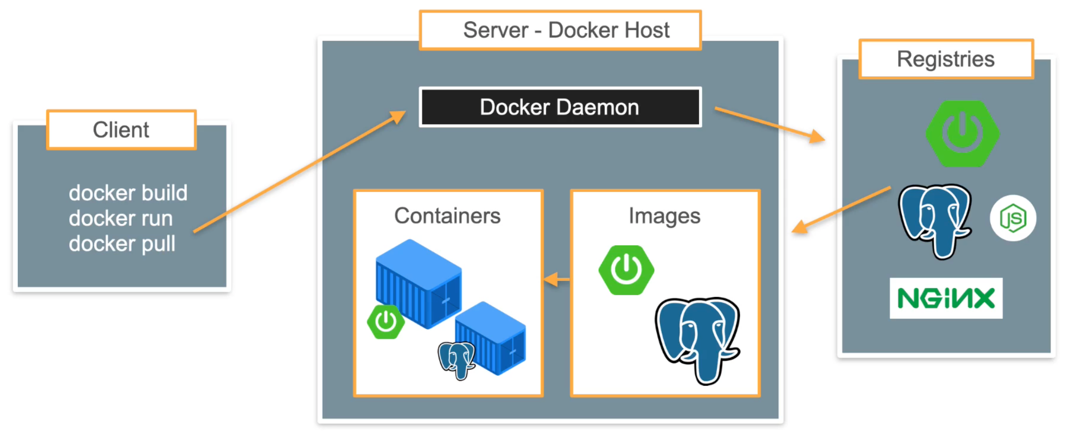 Server - Docker Host
Registries
Docker Daemon
Client
docker build
docker run
docker pull
Containers
Images
JS
NGINX